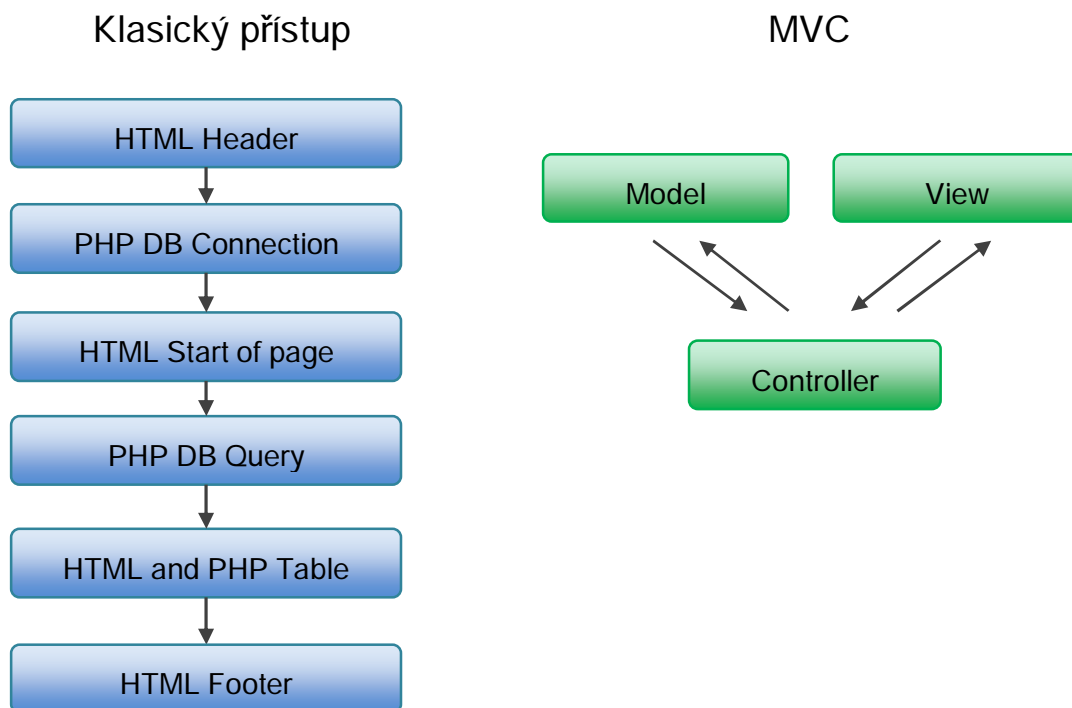 Klasický přístup
HTML Header
PHP DB Connection
HTML Start of page
PHP DB Query
HTML and PHP Table
HTML Footer
MVC
Model
View
Controller